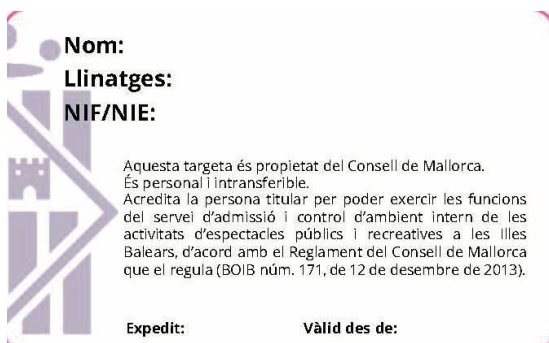 Nom:
Llinatges:
NIF/NIE:
Aquesta targeta és propietat del Consell de Mallorca.
És personal i intransferible.
Acredita la persona titular per poder exercir les funcions
del servei d'admissió i control d'ambient intern de les
activitats d'espectacles públics i recreatives a les Illes
Balears, d'acord amb el Reglament del Consell de Mallorca
que el regula (BOIB núm. 171, de 12 de desembre de 2013).
Expedit: Vàlid des de: